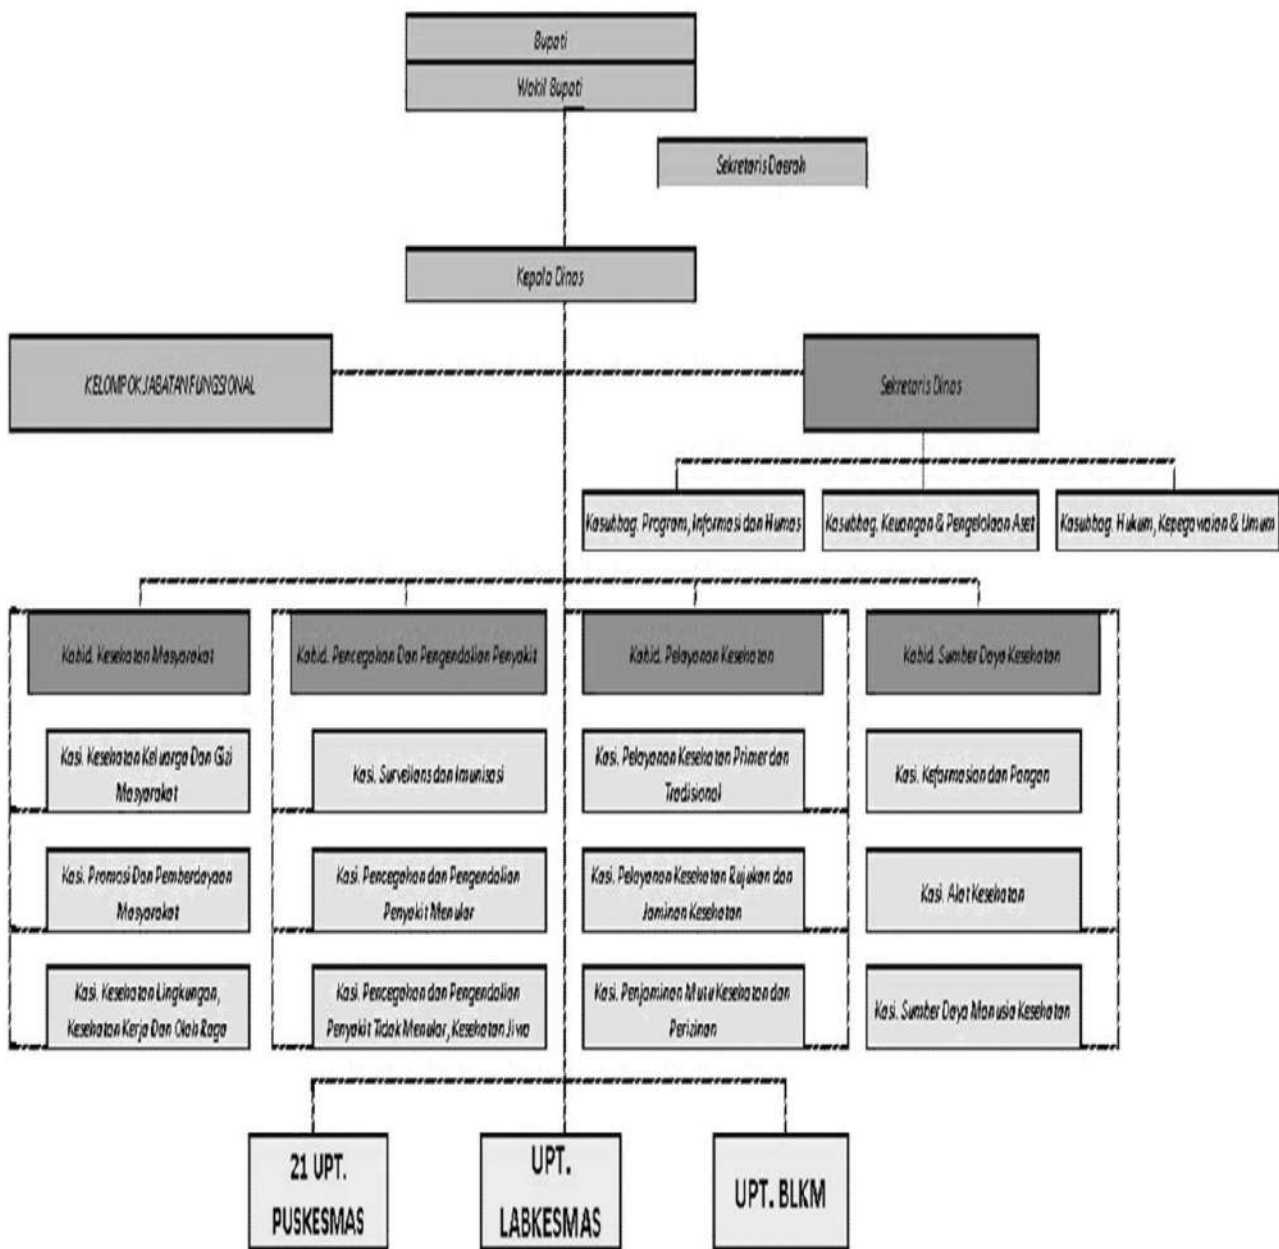 Bupati
Wakil Bupati
Sekretaris Daerah
Kepala Dinas
KELOMPOK JABATAN FUNGSIONAL
Sekretaris Dinas
Kasubbag. Program, Informasi dan Humas
Kasubbag. Keuangan & Pengelolaan Aset
Kasubbag. Hukum, Kepegawaian & Umum
Kabid. Kesehatan Masyarakat
Kabid. Pencegahan Dan Pengendalian Penyakit
Kabid. Pelayanan Kesehatan
Kabid. Sumber Daya Kesehatan
Kasi. Kesehatan Keluarga Dan Gizi
Masyarakat
Kasi. Surveilans dan Imunisasi
Kasi. Pelayanan Kesehatan Primer dan
Tradisional
Kasi. Kefarmasian dan Pangan
Kasi. Promosi Dan Pemberdayaan
Masyarakat
Kasi. Pencegahan dan Pengendalian
Penyakit Menular
Kasi. Pelayanan Kesehatan Rujukan dan
Jaminan Kesehatan
Kasi. Alat Kesehatan
Kasi. Kesehatan Lingkungan,
Kesehatan Kerja Dan Olah Raga
Kasi. Pencegahan dan Pengendalian
Penyakit Tidak Menular, Kesehatan Jiwa
Kasi. Penjaminan Mutu Kesehatan dan
Perizinan
Kasi. Sumber Daya Manusia Kesehatan
21 UPT.
PUSKESMAS
UPT.
LABKESMAS
UPT. BLKM